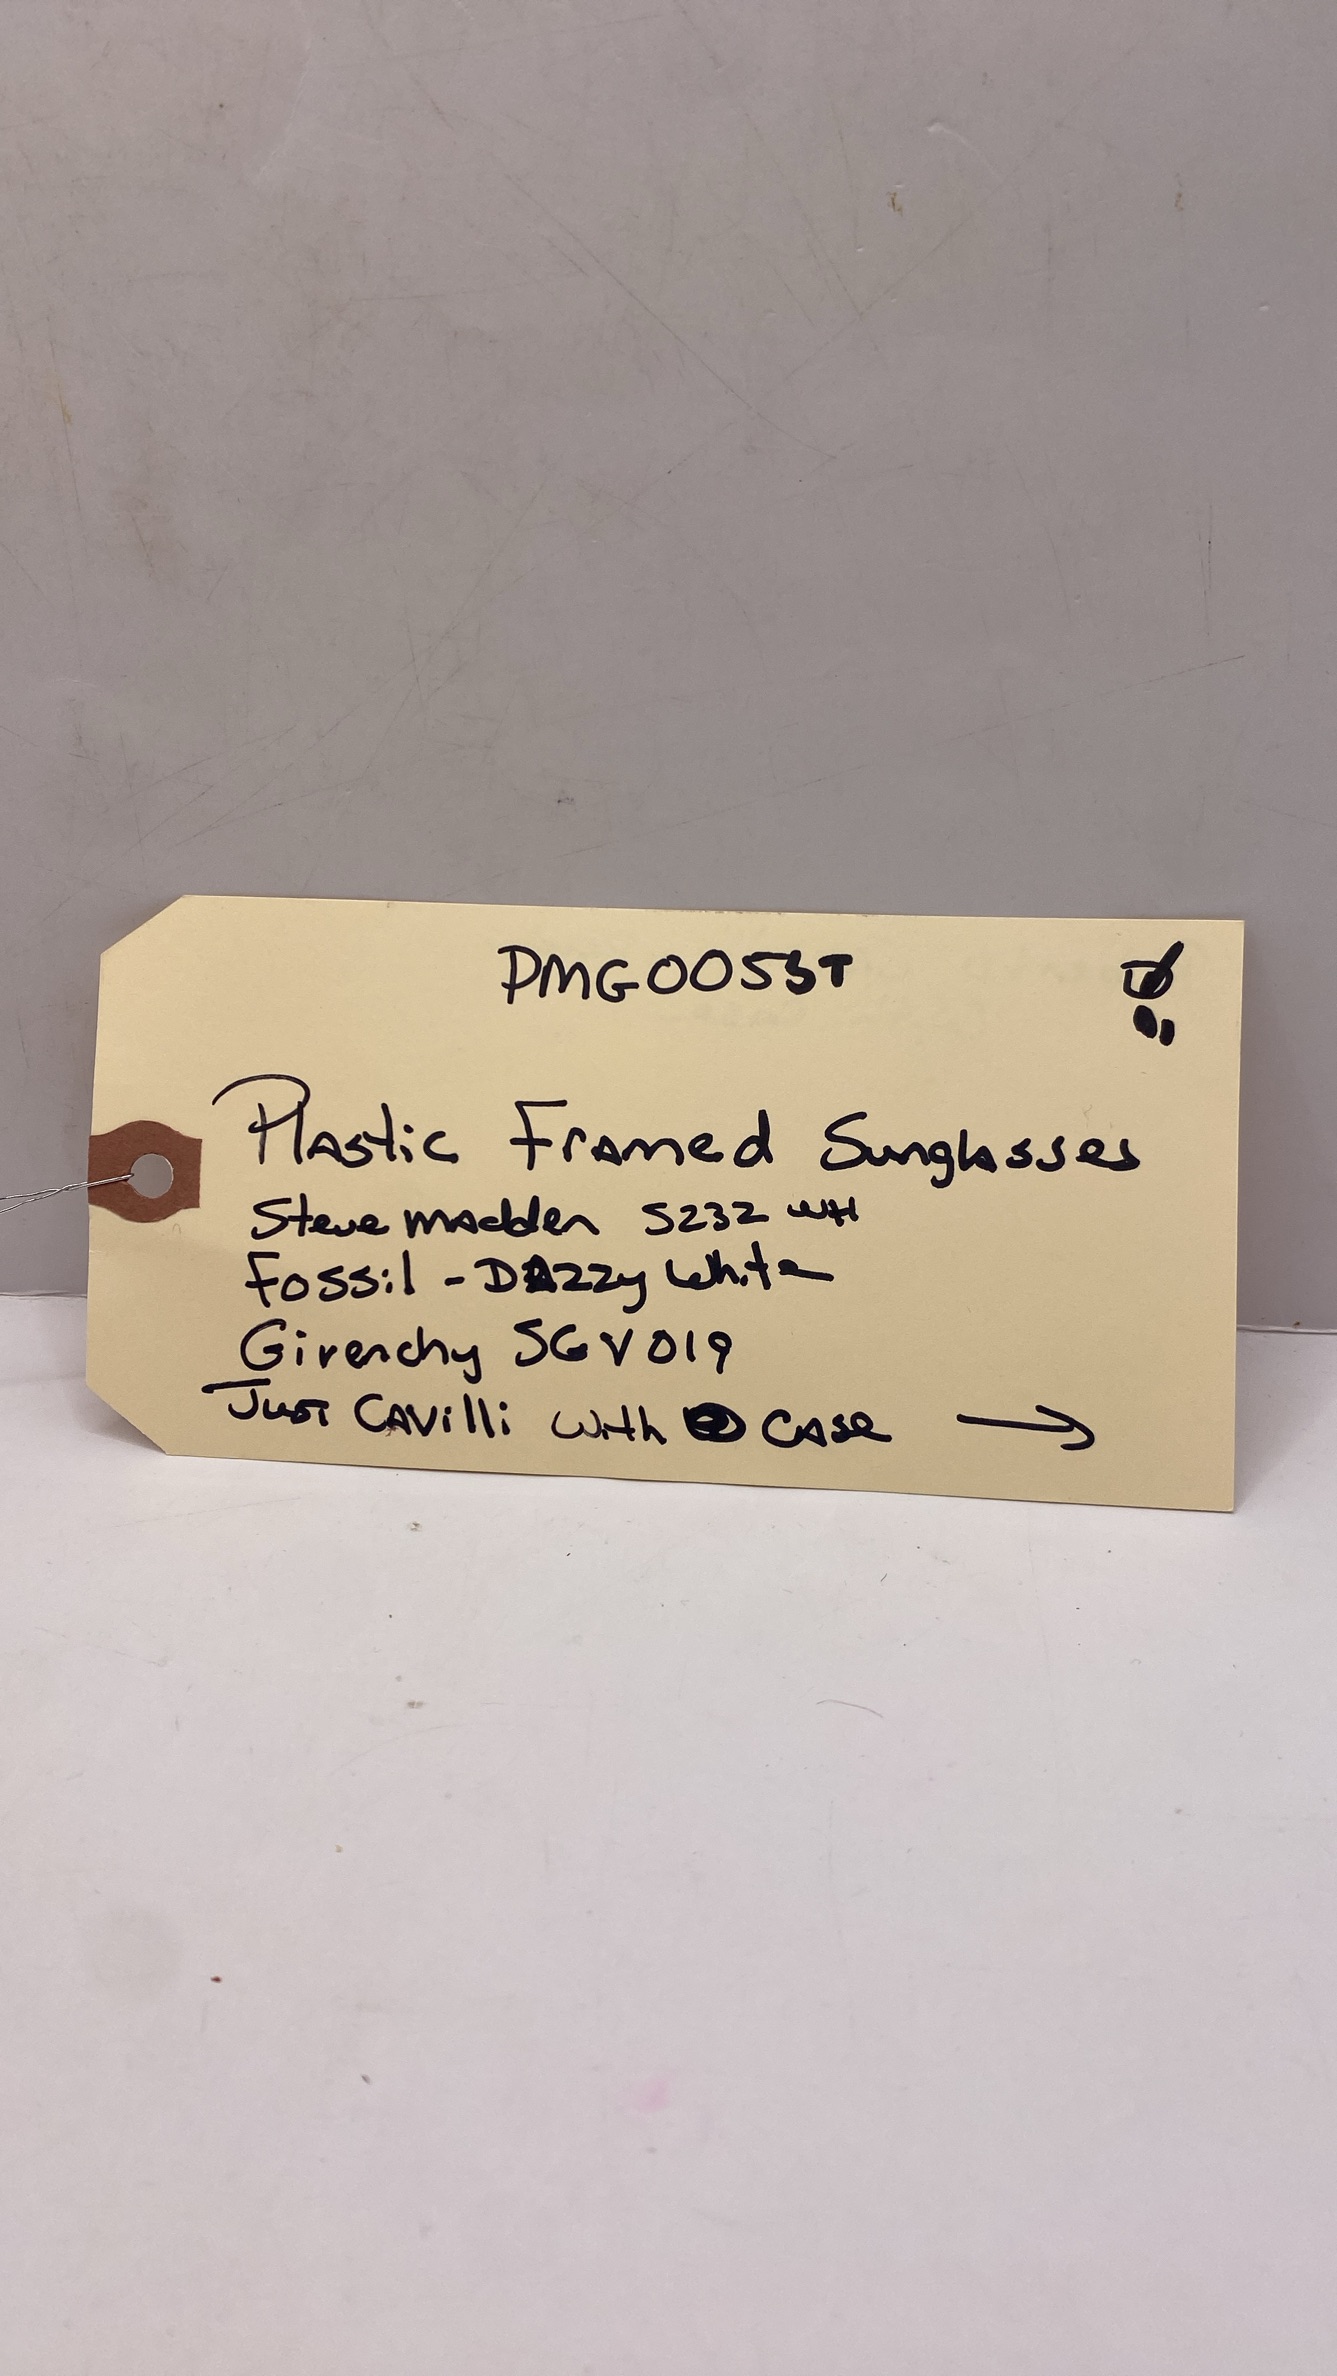 PMG0053T
Plastic Framed Sunglasses
Steve Madden S232 WH
Fossil - DAzzy White
Givenchy SGV019
Just CAVilli with CASe →